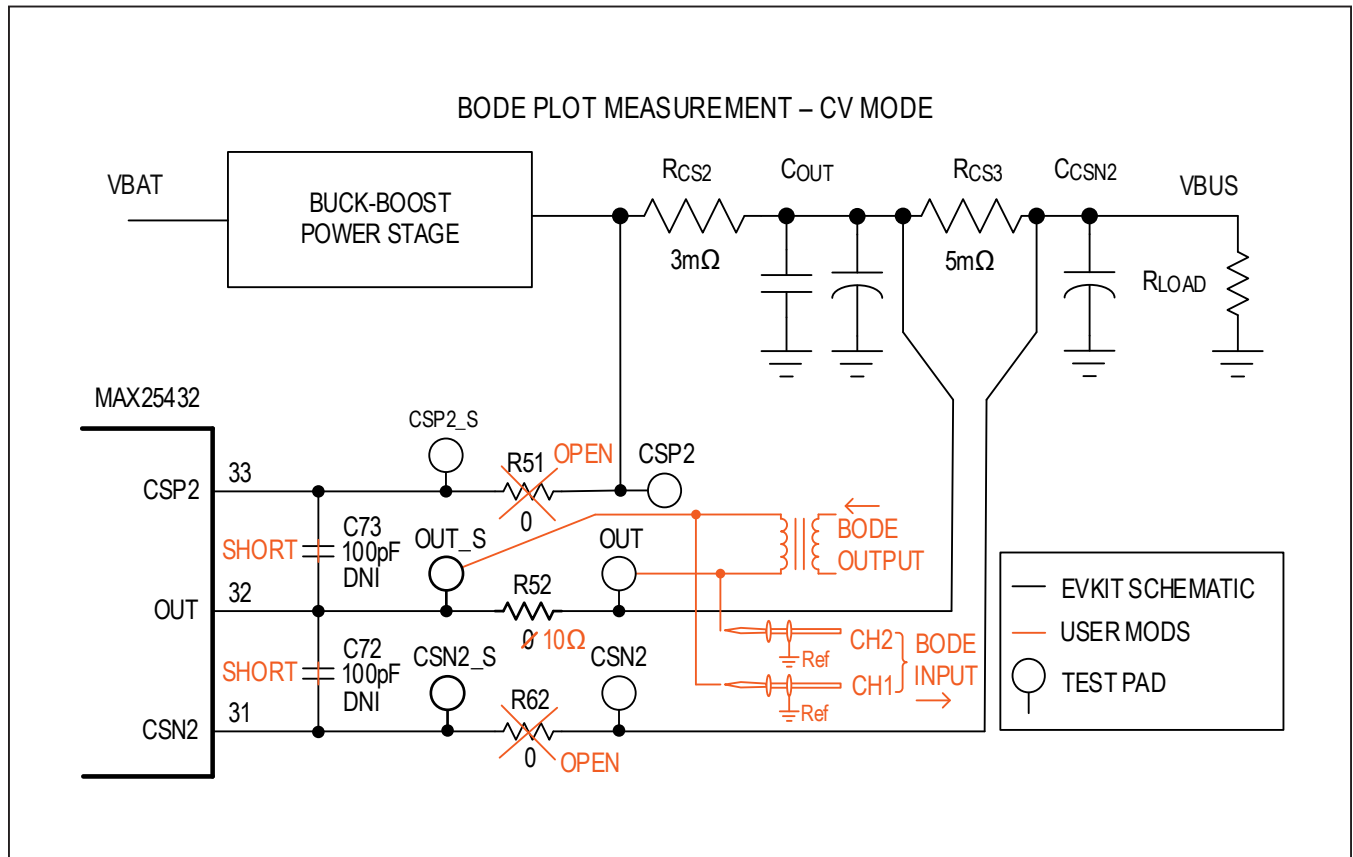 BODE PLOT MEASUREMENT – CV MODE
VBAT
BUCK-BOOST
POWER STAGE
RCS2
3mΩ
COUT
RCS3
5mΩ
CCSN2
VBUS
RLOAD
MAX25432
CSP2
33
CSP2_S
R51
OPEN
0
CSP2
SHORT
C73
100pF
DNI
OUT_S
OUT
BODE
OUTPUT
OUT
32
R52
0 10Ω
SHORT
C72
100pF
DNI
CSN2_S
CSN2
CH2
Ref
CH1
Ref
BODE
INPUT
CSN2
31
R62
0
OPEN
EVKIT SCHEMATIC
USER MODS
TEST PAD